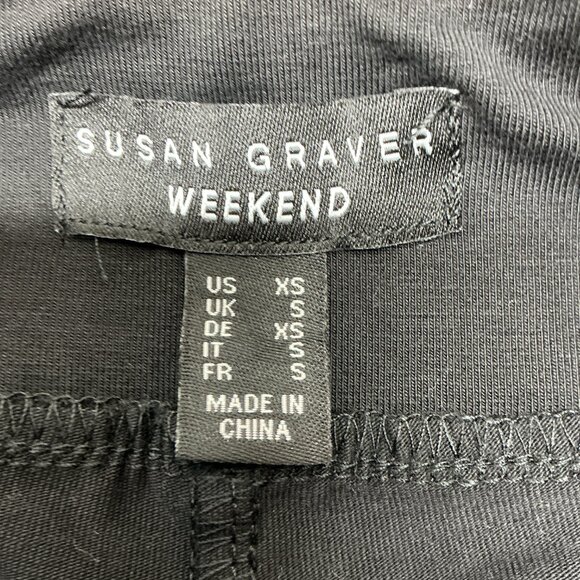 SUSAN GRAVER
WEEKEND
US XS
UK S
DE XS
IT S
FR S
MADE IN
CHINA